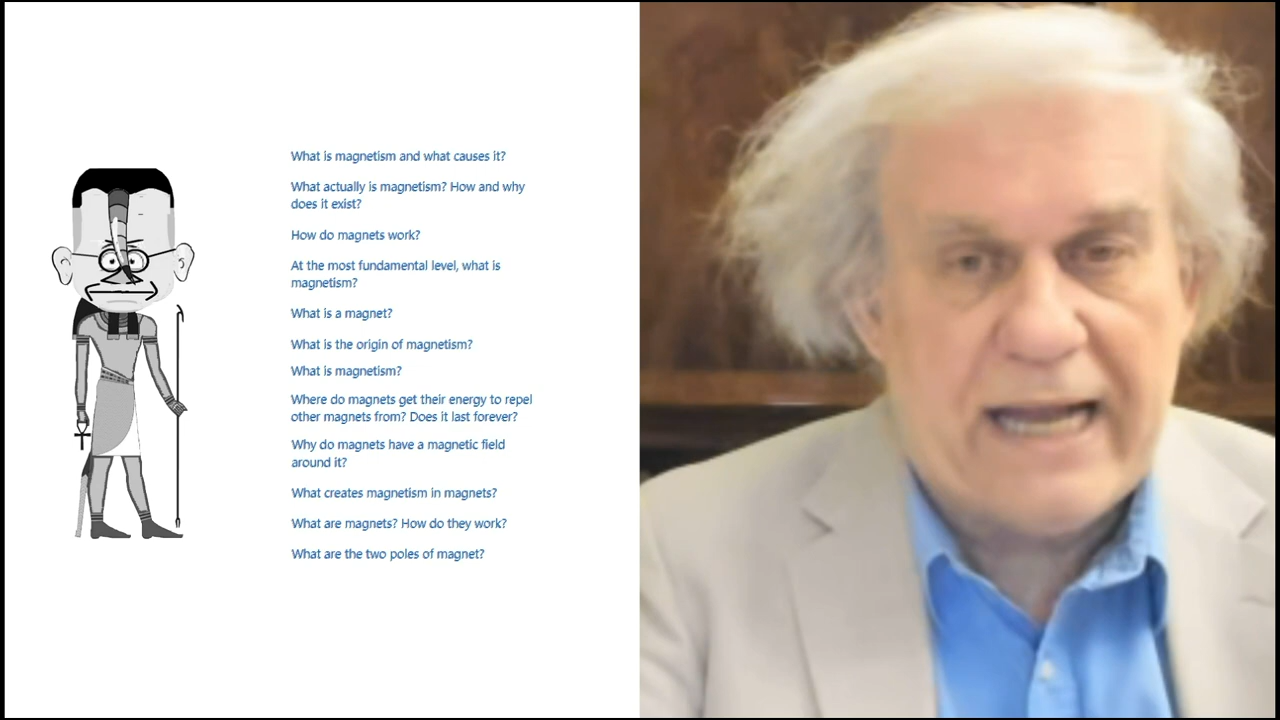 What is magnetism and what causes it?
What actually is magnetism? How and why
does it exist?
How do magnets work?
At the most fundamental level, what is
magnetism?
What is a magnet?
What is the origin of magnetism?
What is magnetism?
Where do magnets get their energy to repel
other magnets from? Does it last forever?
Why do magnets have a magnetic field
around it?
What creates magnetism in magnets?
What are magnets? How do they work?
What are the two poles of magnet?